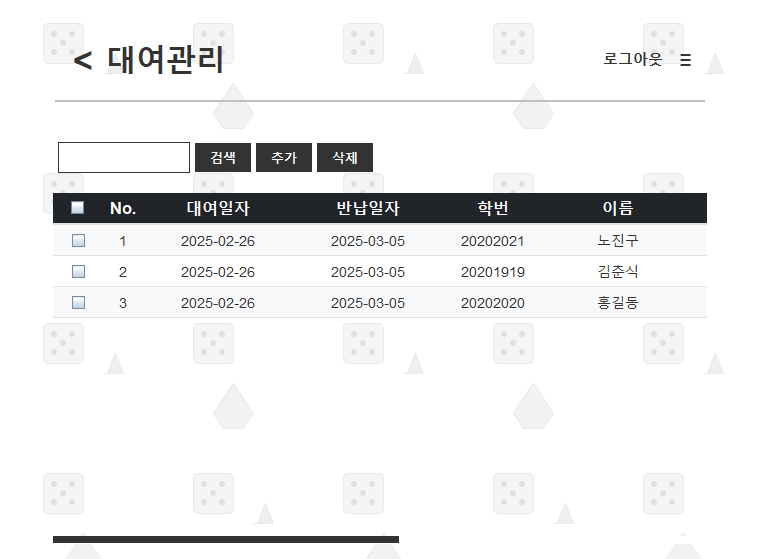 < 대여관리
로그아웃 ☰
검색 추가 삭제
No. 대여일자 반납일자 학번 이름
1 2025-02-26 2025-03-05 20202021 노진구
2 2025-02-26 2025-03-05 20201919 김춘식
3 2025-02-26 2025-03-05 20202020 홍길동